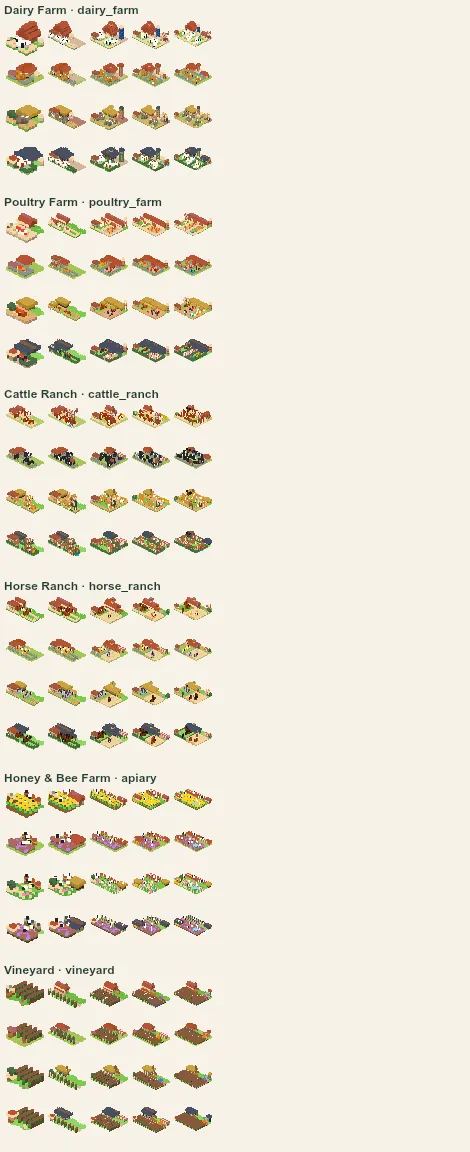 Dairy Farm · dairy_farm
Poultry Farm · poultry_farm
Cattle Ranch · cattle_ranch
Horse Ranch · horse_ranch
Honey & Bee Farm · apiary
Vineyard · vineyard